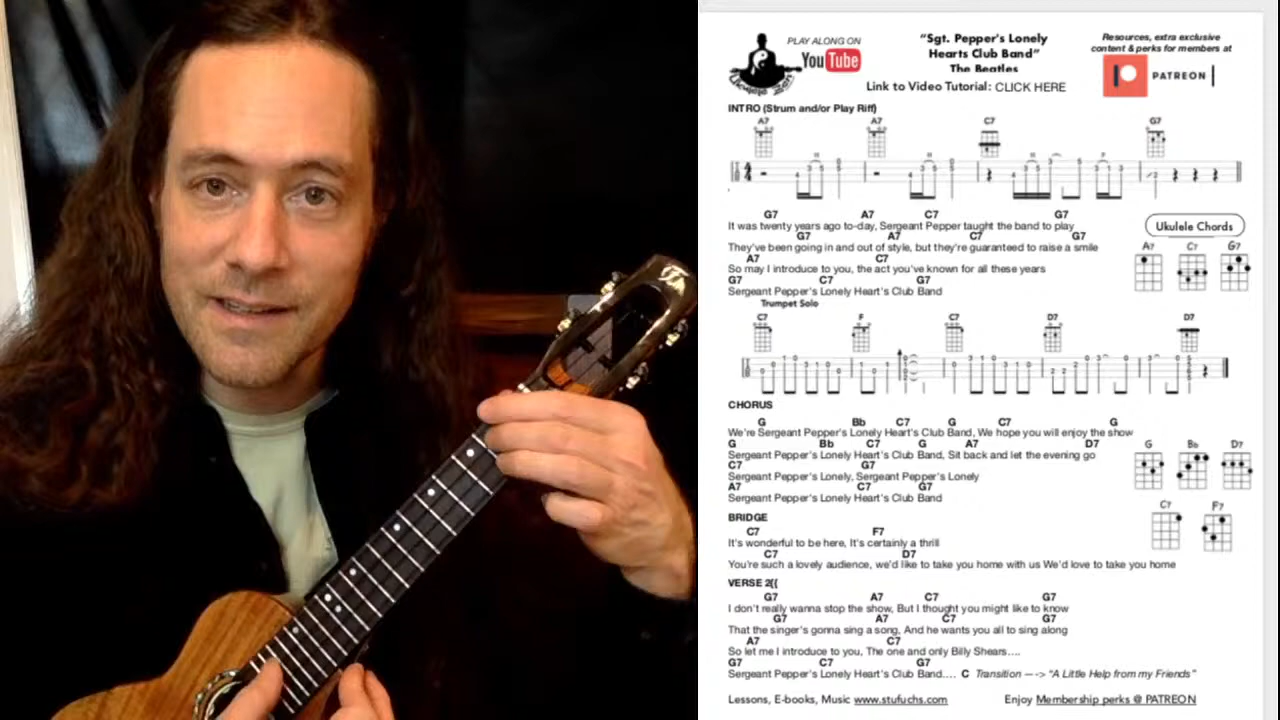 PLAY ALONG ON
YouTube
Ukulele Zen
"Sgt. Pepper's Lonely
Hearts Club Band"
The Beatles
Link to Video Tutorial: CLICK HERE
Resources, extra exclusive
content & perks for members at
PATREON
INTRO (Strum and/or Play Riff)
A7 A7 C7 G7
G7 A7 C7 G7
It was twenty years ago to-day, Sergeant Pepper taught the band to play
G7 A7 C7 G7
They've been going in and out of style, but they're guaranteed to raise a smile
A7 C7
So may I introduce to you, the act you've known for all these years
G7 C7 G7
Sergeant Pepper's Lonely Heart's Club Band
Ukulele Chords
A7 C7 G7
Trumpet Solo
C7 F C7 D7 D7
CHORUS
G Bb C7 G C7 G
We're Sergeant Pepper's Lonely Heart's Club Band, We hope you will enjoy the show
G Bb C7 G A7 D7
Sergeant Pepper's Lonely Heart's Club Band, Sit back and let the evening go
C7 G7
Sergeant Pepper's Lonely, Sergeant Pepper's Lonely
A7 C7 G7
Sergeant Pepper's Lonely Heart's Club Band
G Bb D7
C7 F7
BRIDGE
C7 F7
It's wonderful to be here, It's certainly a thrill
C7 D7
You're such a lovely audience, we'd like to take you home with us We'd love to take you home
VERSE 2((
G7 A7 C7 G7
I don't really wanna stop the show, But I thought you might like to know
G7 A7 C7 G7
That the singer's gonna sing a song, And he wants you all to sing along
A7 C7
So let me I introduce to you, The one and only Billy Shears....
G7 C7 G7
Sergeant Pepper's Lonely Heart's Club Band.... C Transition —-> "A Little Help from my Friends"
Lessons, E-books, Music www.stufuchs.com Enjoy Membership perks @ PATREON